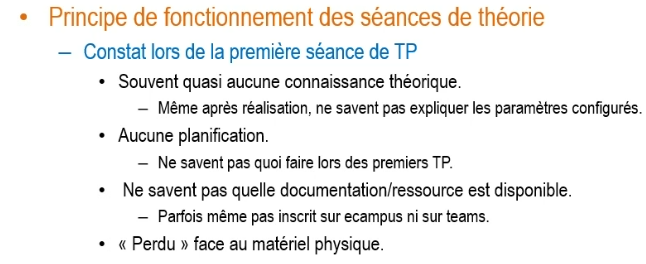 • Principe de fonctionnement des séances de théorie
– Constat lors de la première séance de TP
• Souvent quasi aucune connaissance théorique.
– Même après réalisation, ne savent pas expliquer les paramètres configurés.
• Aucune planification.
– Ne savent pas quoi faire lors des premiers TP.
• Ne savent pas quelle documentation/ressource est disponible.
– Parfois même pas inscrit sur ecampus ni sur teams.
• « Perdu » face au matériel physique.